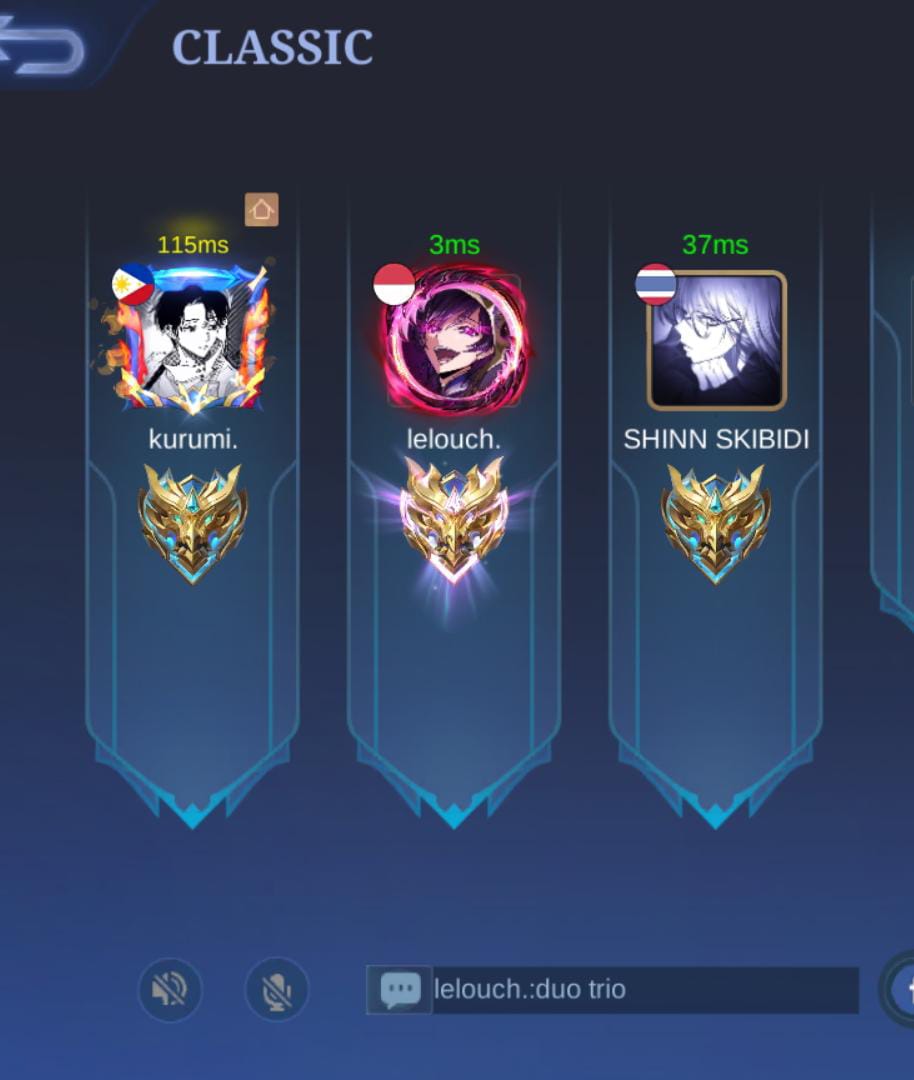 CLASSIC
115ms
3ms
37ms
kurumi.
lelouch.
SHINN SKIBIDI
lelouch.:duo trio